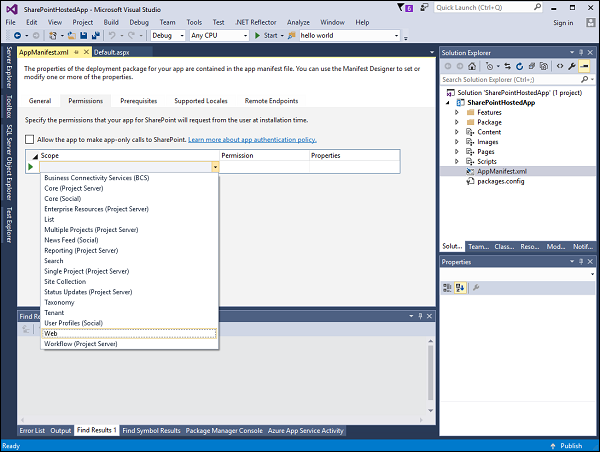 SharePointHostedApp - Microsoft Visual Studio
6
Quick Launch (Ctrl+Q)
File Edit View Project Build Debug Team Tools Test .NET Reflector Analyze Window Help
Sign in
Debug Any CPU Start hello world
Server Explorer
Toolbox
SQL Server Object Explorer
Test Explorer
AppManifest.xml Default.aspx
The properties of the deployment package for your app are contained in the app manifest file. You can use the Manifest Designer to set or
modify one or more of the properties.
General Permissions Prerequisites Supported Locales Remote Endpoints
Specify the permissions that your app for SharePoint will request from the user at installation time.
Allow the app to make app-only calls to SharePoint. Learn more about app authentication policy.
Scope Permission Properties
Business Connectivity Services (BCS)
Core (Project Server)
Core (Social)
Enterprise Resources (Project Server)
List
Multiple Projects (Project Server)
News Feed (Social)
Reporting (Project Server)
Search
Single Project (Project Server)
Site Collection
Status Updates (Project Server)
Taxonomy
Tenant
User Profiles (Social)
Web
Workflow (Project Server)
Find Re
Error List Output Find Results 1 Find Symbol Results Package Manager Console Azure App Service Activity
Solution Explorer
Search Solution Explorer (Ctrl+;)
Solution 'SharePointHostedApp' (1 project)
SharePointHostedApp
Features
Package
Content
Images
Pages
Scripts
AppManifest.xml
packages.config
Solut... Team... Class... Reso... Mod... Notif...
Properties
Ready
Publish